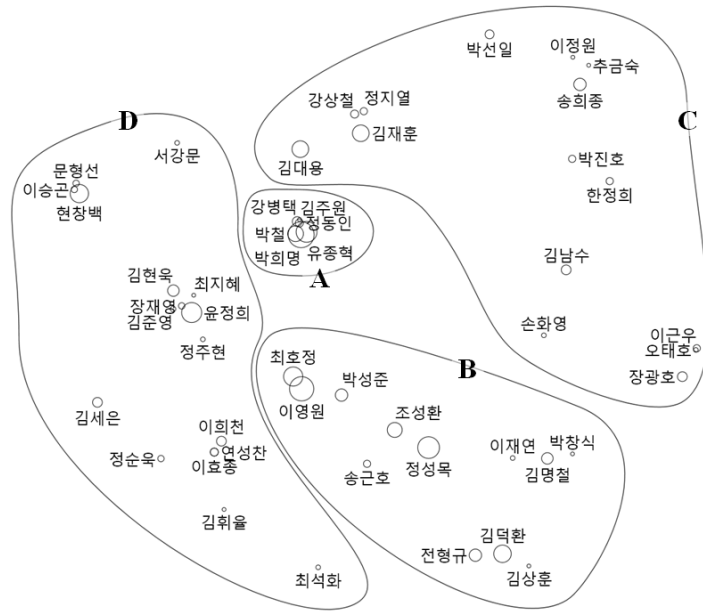 박선일
이정원
추금숙
송희종
강상철
정지열
김재훈
김대용
C
박진호
한정희
김남수
손화영
이근우
오태호
장광호
D
서강문
문형선
이승곤
현창백
강병택
김주원
정동인
박철
박희명
유종혁
A
김현욱
최지혜
장재영
윤정희
김준영
정주현
김세은
이희천
연성찬
정순욱
이효종
김휘율
최석화
B
최호정
박성준
이영원
조성환
정성목
송근호
이재연
박창식
김명철
전형규
김덕환
김상훈